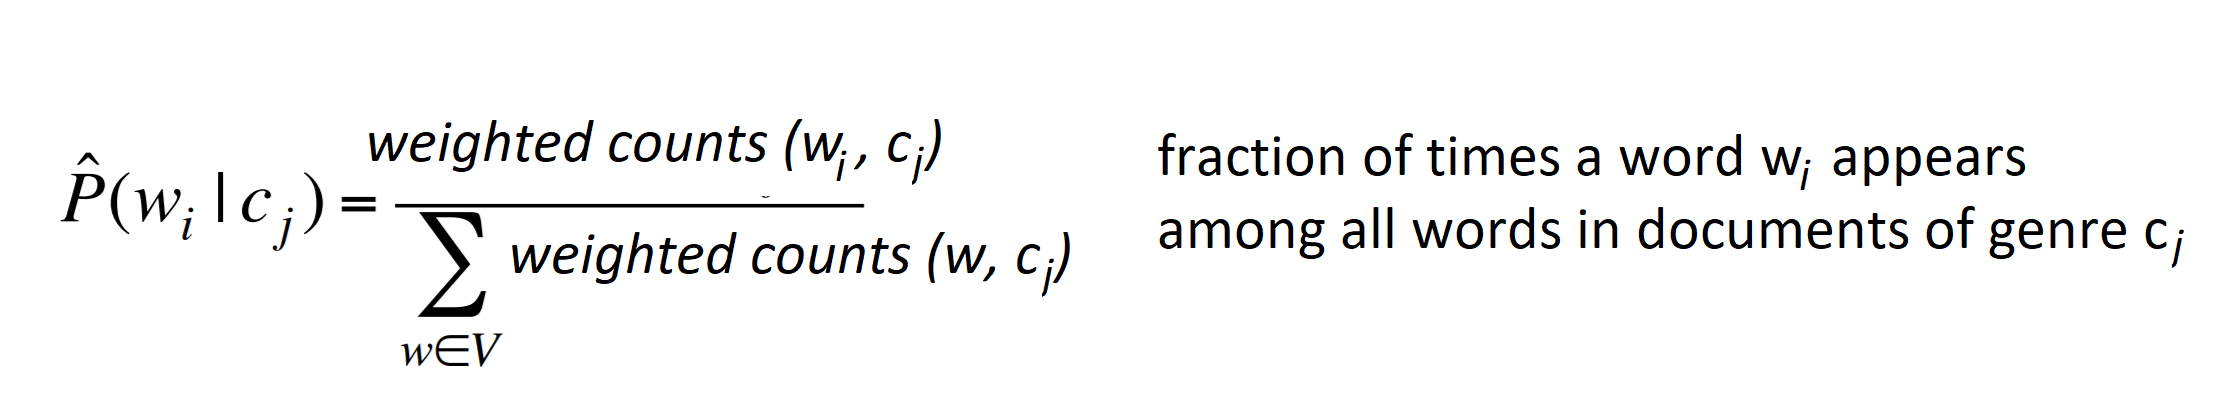 P̂(w_i | c_j) = weighted counts (w_i, c_j)
∑ weighted counts (w, c_j)
w∈V
fraction of times a word w_i appears
among all words in documents of genre c_j